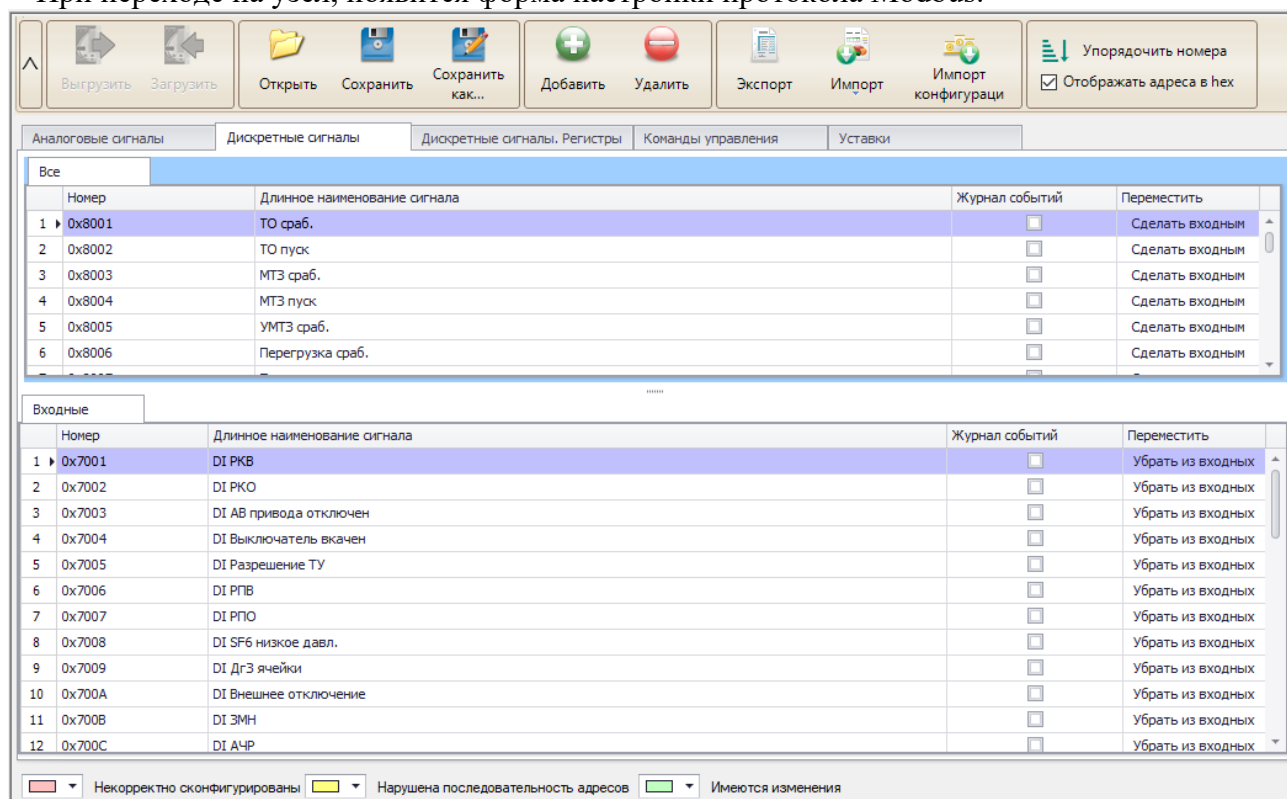 При переходе на узел, появится форма настройки протокола Modbus:
Выгрузить Загрузить Открыть Сохранить Сохранить как... Добавить Удалить Экспорт Импорт Импорт конфигураци Упорядочить номера
Отображать адреса в hex
Аналоговые сигналы Дискретные сигналы Дискретные сигналы. Регистры Команды управления Уставки
Все
Номер Длинное наименование сигнала Журнал событий Переместить
1 0x8001 ТО сраб. Сделать входным
2 0x8002 ТО пуск Сделать входным
3 0x8003 МТЗ сраб. Сделать входным
4 0x8004 МТЗ пуск Сделать входным
5 0x8005 УМТЗ сраб. Сделать входным
6 0x8006 Перегрузка сраб. Сделать входным
Входные
Номер Длинное наименование сигнала Журнал событий Переместить
1 0x7001 DI РКВ Убрать из входных
2 0x7002 DI РКО Убрать из входных
3 0x7003 DI АВ привода отключен Убрать из входных
4 0x7004 DI Выключатель вкачен Убрать из входных
5 0x7005 DI Разрешение ТУ Убрать из входных
6 0x7006 DI РПВ Убрать из входных
7 0x7007 DI РПО Убрать из входных
8 0x7008 DI SF6 низкое давл. Убрать из входных
9 0x7009 DI ДгЗ ячейки Убрать из входных
10 0x700A DI Внешнее отключение Убрать из входных
11 0x700B DI ЗМН Убрать из входных
12 0x700C DI АЧР Убрать из входных
Некорректно сконфигурированы Нарушена последовательность адресов Имеются изменения